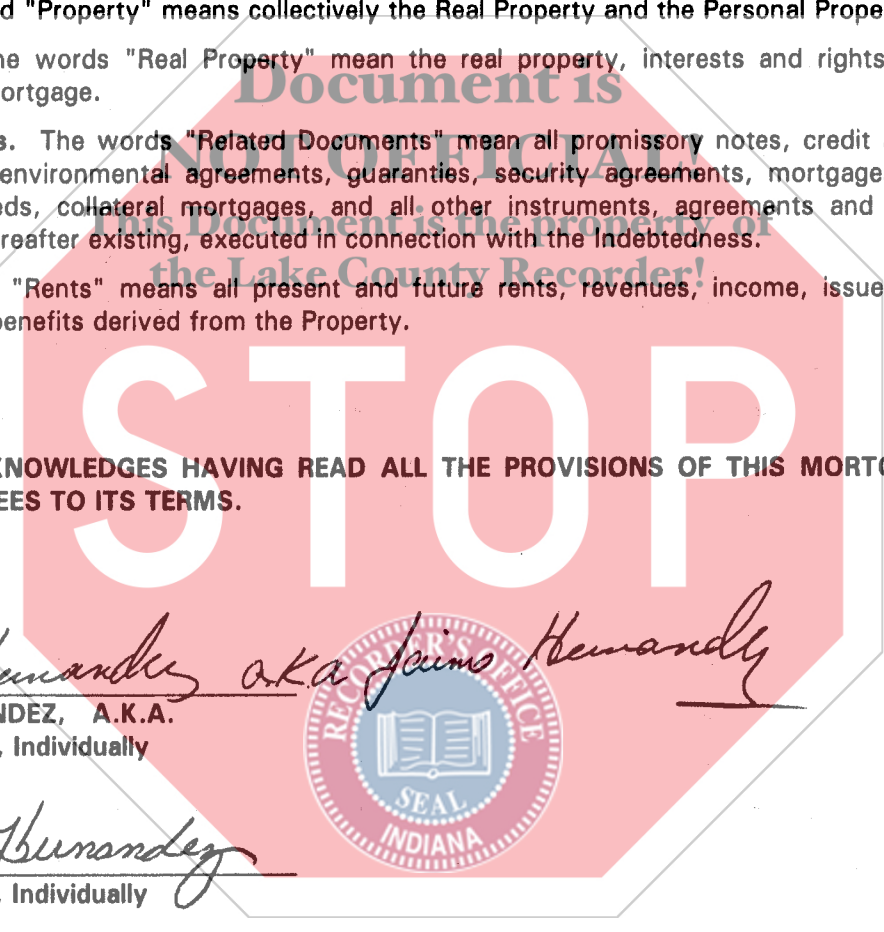 d "Property" means collectively the Real Property and the Personal Prope
he words "Real Property" mean the real property, interests and rights
ortgage.
Document is
s. The words "Related Documents" mean all promissory notes, credit
NOT OFFICIAL!
environmental agreements, guaranties, security agreements, mortgage
eds, collateral mortgages, and all other instruments, agreements and
This Document is the property of
reafter existing, executed in connection with the Indebtedness.
the Lake County Recorder!
"Rents" means all present and future rents, revenues, income, issue
benefits derived from the Property.
STOP
KNOWLEDGES HAVING READ ALL THE PROVISIONS OF THIS MORTG
EES TO ITS TERMS.
Hernandez a.k.a Jaime Hernandez
NDEZ, A.K.A.
, Individually
RECORDER'S OFFICE
SEAL
INDIANA
Hernandez
, Individually